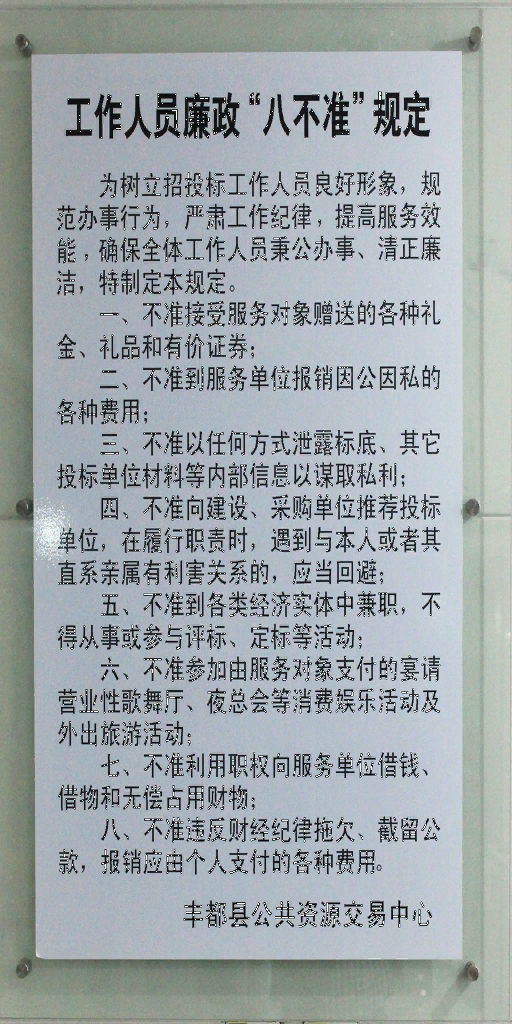 工作人员廉政“八不准”规定
为树立招投标工作人员良好形象，规
范办事行为，严肃工作纪律，提高服务效
能，确保全体工作人员秉公办事、清正廉
洁，特制定本规定。
一、不准接受服务对象赠送的各种礼
金、礼品和有价证券；
二、不准到服务单位报销因公因私的
各种费用；
三、不准以任何方式泄露标底、其它
投标单位材料等内部信息以谋取私利；
四、不准向建设、采购单位推荐投标
单位，在履行职责时，遇到与本人或者其
直系亲属有利害关系的，应当回避；
五、不准到各类经济实体中兼职，不
得从事或参与评标、定标等活动；
六、不准参加由服务对象支付的宴请
营业性歌舞厅、夜总会等消费娱乐活动及
外出旅游活动；
七、不准利用职权向服务单位借钱、
借物和无偿占用财物；
八、不准违反财经纪律拖欠、截留公
款，报销应由个人支付的各种费用。
丰都县公共资源交易中心